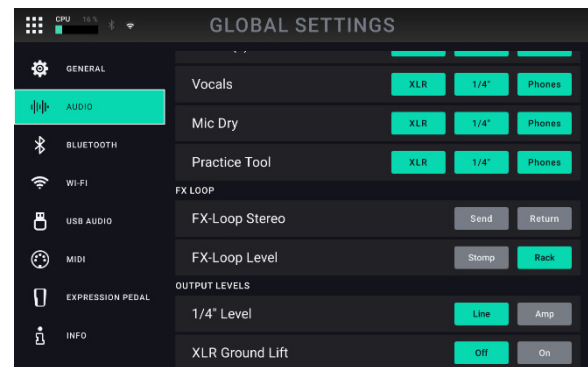 CPU 16% GLOBAL SETTINGS
GENERAL
AUDIO
BLUETOOTH
WI-FI
USB AUDIO
MIDI
EXPRESSION PEDAL
INFO
Vocals XLR 1/4" Phones
Mic Dry XLR 1/4" Phones
Practice Tool XLR 1/4" Phones
FX LOOP
FX-Loop Stereo Send Return
FX-Loop Level Stomp Rack
OUTPUT LEVELS
1/4" Level Line Amp
XLR Ground Lift Off On